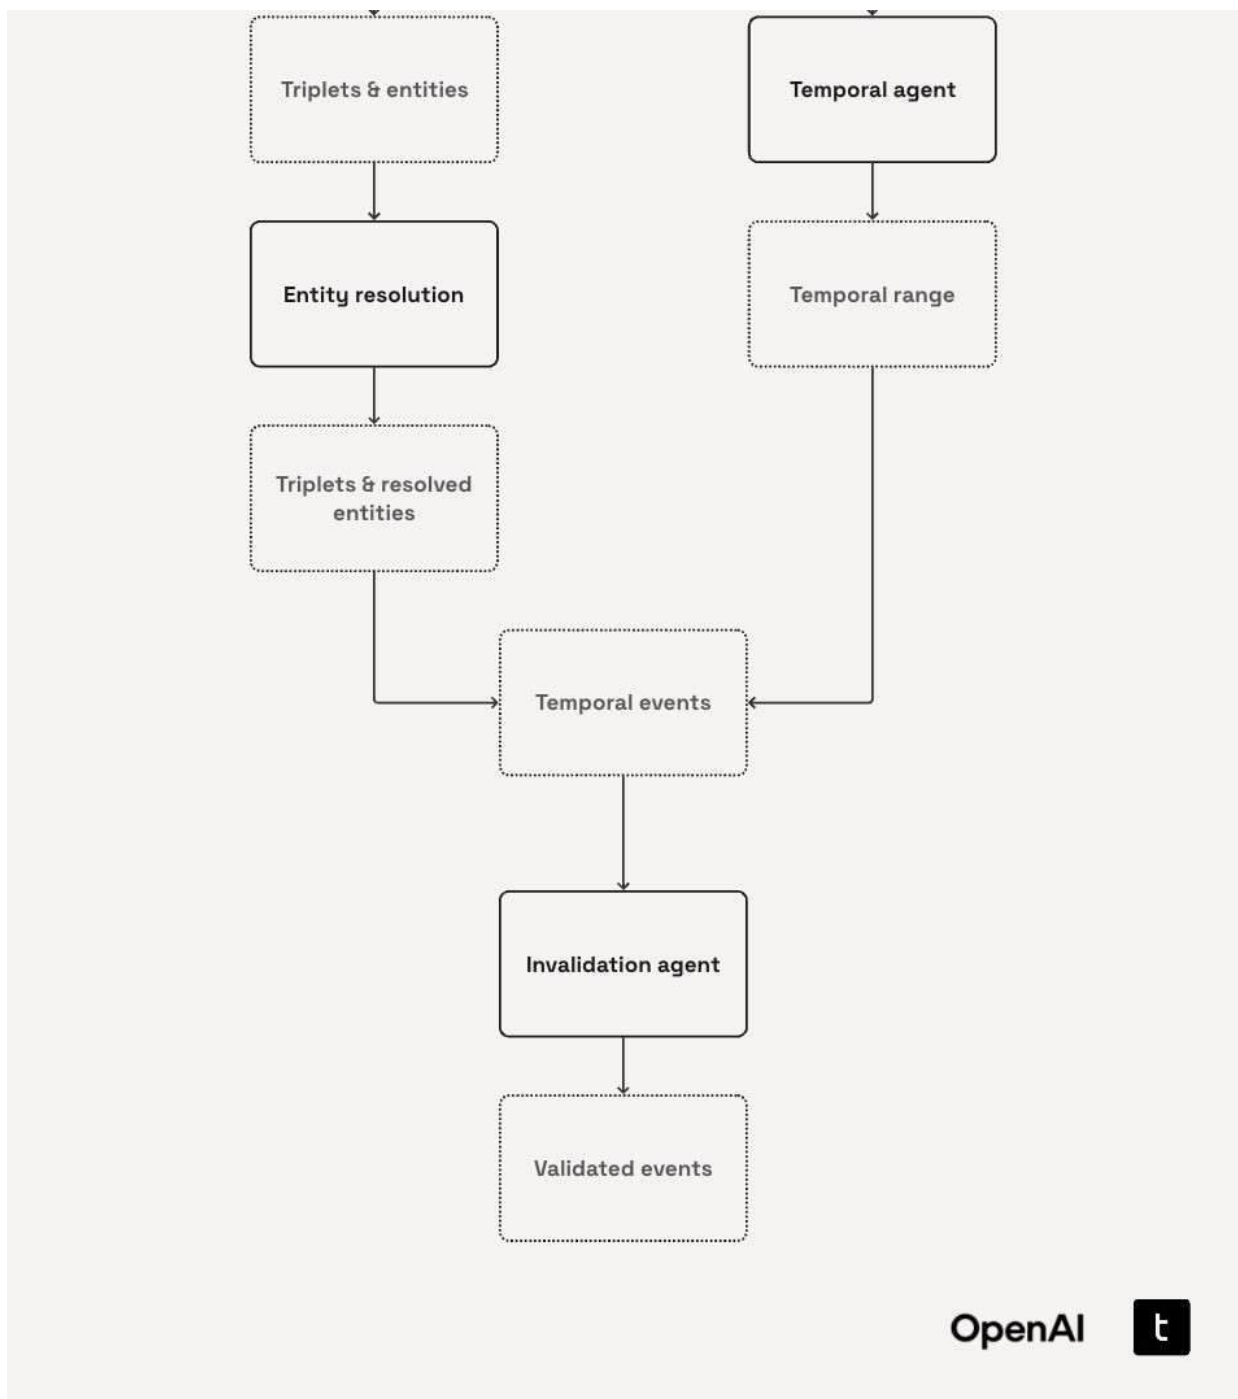 Triplets & entities
Temporal agent
Entity resolution
Temporal range
Triplets & resolved
entities
Temporal events
Invalidation agent
Validated events
OpenAI
t